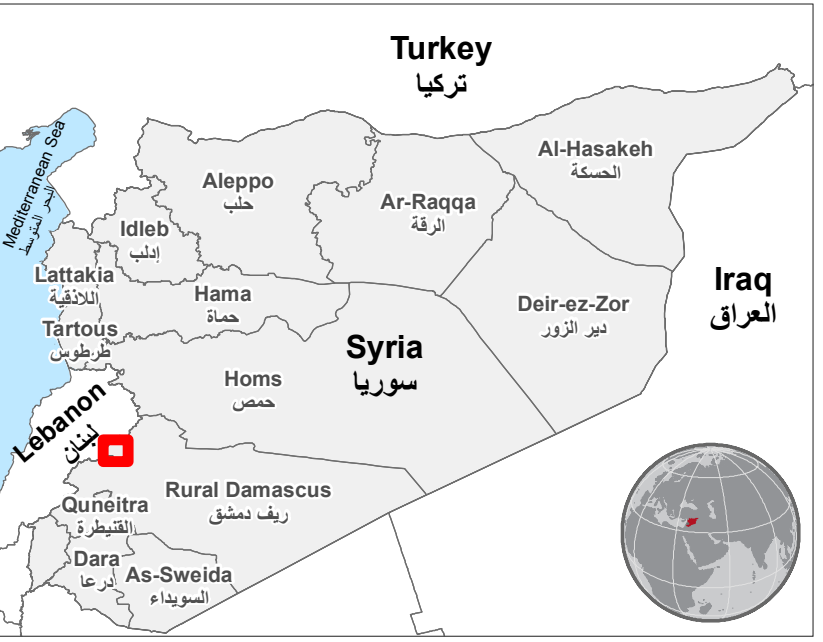 Turkey
تركيا
Mediterranean Sea
البحر المتوسط
Al-Hasakeh
الحسكة
Aleppo
حلب
Ar-Raqqa
الرقة
Idleb
إدلب
Lattakia
اللاذقية
Hama
حماة
Iraq
العراق
Deir-ez-Zor
دير الزور
Tartous
طرطوس
Syria
سوريا
Homs
حمص
Lebanon
لبنان
Rural Damascus
ريف دمشق
Quneitra
القنيطرة
Dara
درعا
As-Sweida
السويداء